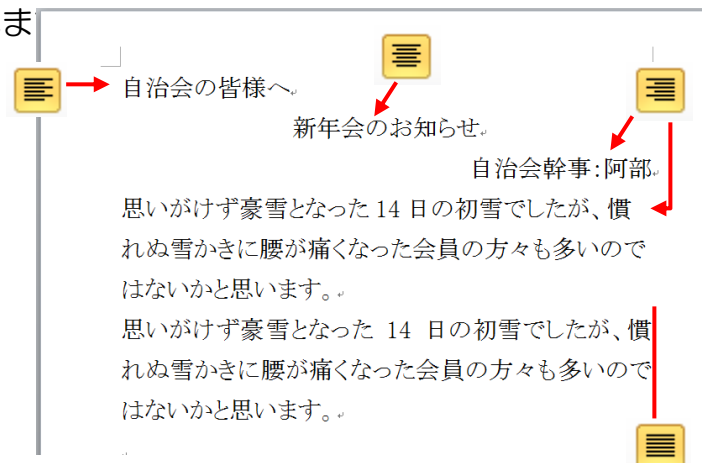 ま
自治会の皆様へ
新年会のお知らせ
自治会幹事:阿部
思いがけず豪雪となった 14 日の初雪でしたが、慣
れぬ雪かきに腰が痛くなった会員の方々も多いので
はないかと思います。
思いがけず豪雪となった 14 日の初雪でしたが、慣
れぬ雪かきに腰が痛くなった会員の方々も多いので
はないかと思います。